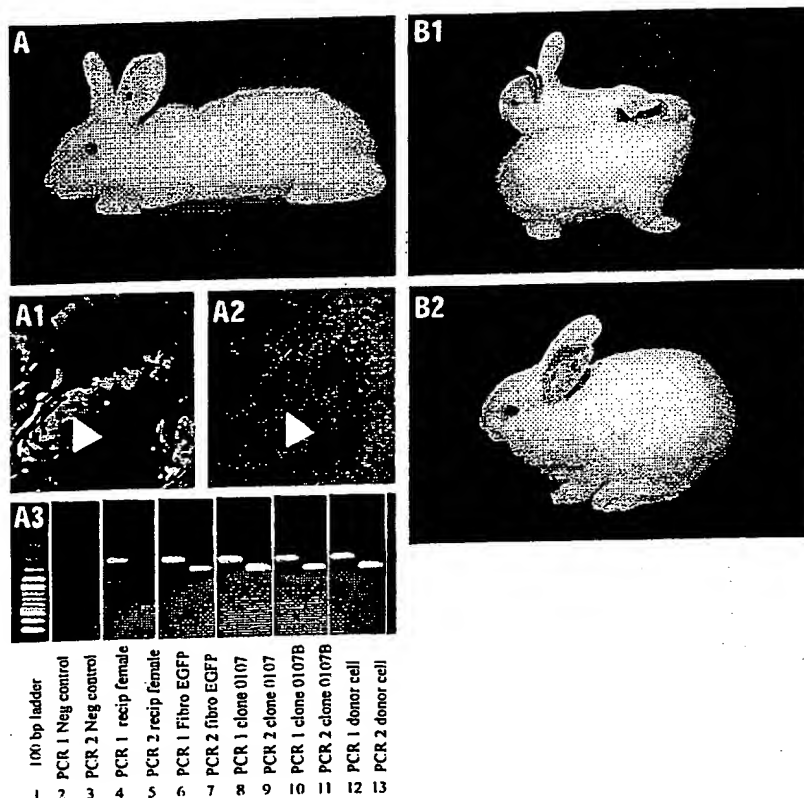 A
B1
A1
A2
B2
A3
1 100 bp ladder
2 PCR 1 Neg control
3 PCR 2 Neg control
4 PCR 1 recip female
5 PCR 2 recip female
6 PCR 1 Fibro EGFP
7 PCR 2 fibro EGFP
8 PCR 1 clone 0107
9 PCR 2 clone 0107
10 PCR 1 clone 0107B
11 PCR 2 clone 0107B
12 PCR 1 donor cell
13 PCR 2 donor cell